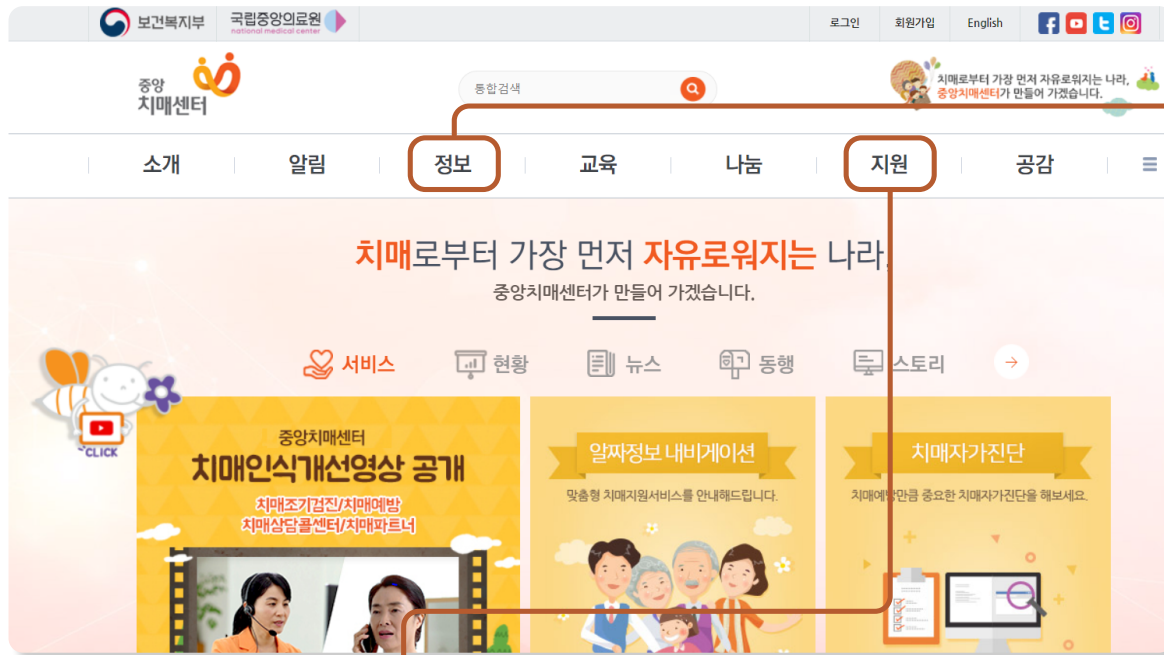 보건복지부
국립중앙의료원
national medical center
로그인 회원가입 English
중앙
치매센터
통합검색
치매로부터 가장 먼저 자유로워지는 나라,
중앙치매센터가 만들어 가겠습니다.
소개 알림 정보 교육 나눔 지원 공감
치매로부터 가장 먼저 자유로워지는 나라,
중앙치매센터가 만들어 가겠습니다.
서비스 현황 뉴스 동행 스토리
CLICK
중앙치매센터
치매인식개선영상 공개
치매조기검진/치매예방
치매상담콜센터/치매파트너
알짜정보 내비게이션
맞춤형 치매지원서비스를 안내해드립니다.
치매자가진단
치매예방만큼 중요한 치매자가진단을 해보세요.